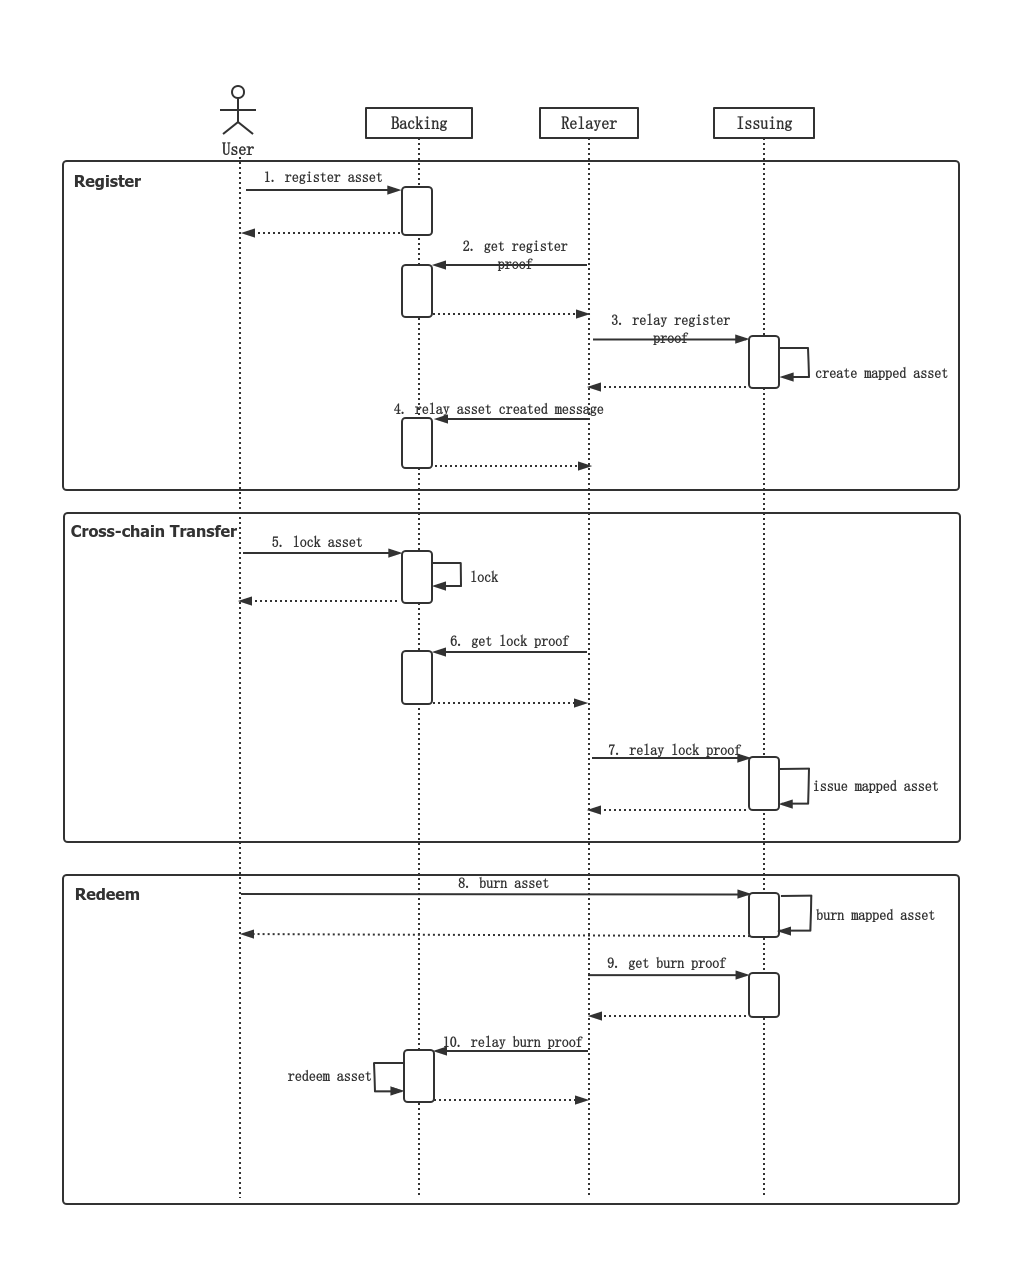 User
Backing
Relayer
Issuing
Register
1. register asset
2. get register
proof
3. relay register
proof
create mapped asset
4. relay asset created message
Cross-chain Transfer
5. lock asset
lock
6. get lock proof
7. relay lock proof
issue mapped asset
Redeem
8. burn asset
burn mapped asset
9. get burn proof
10. relay burn proof
redeem asset